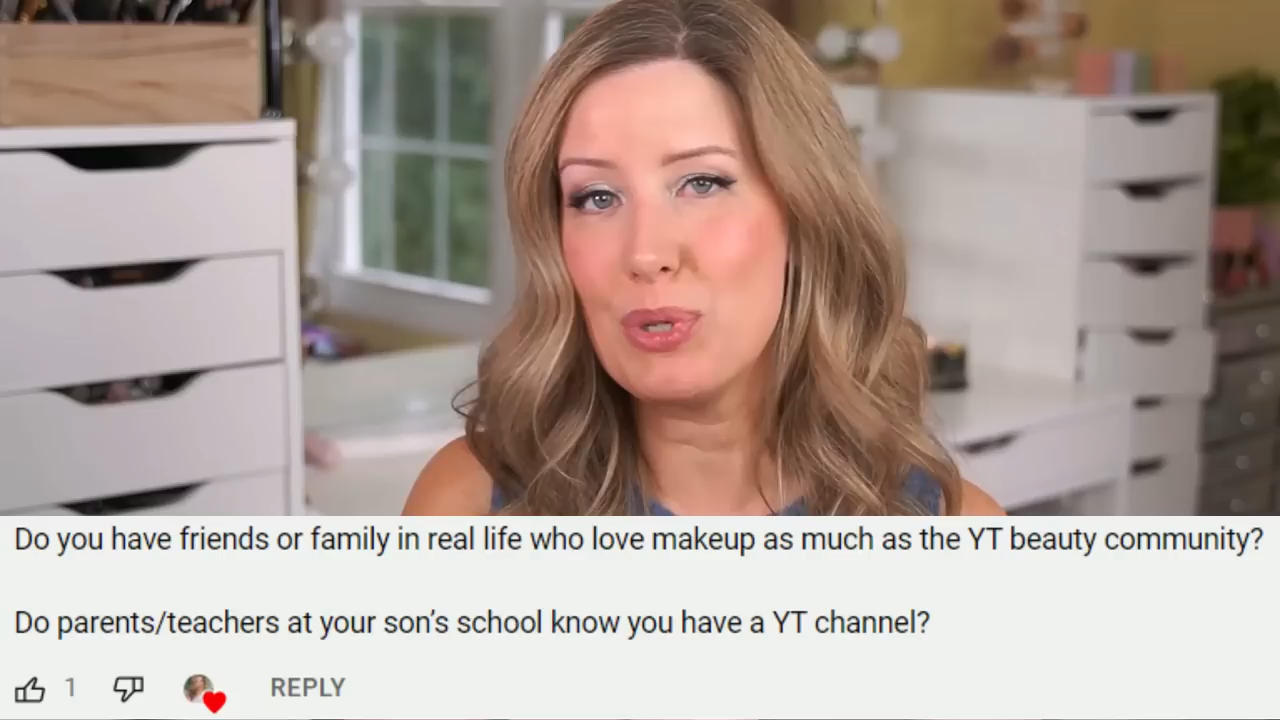 Do you have friends or family in real life who love makeup as much as the YT beauty community?
Do parents/teachers at your son's school know you have a YT channel?
1
REPLY